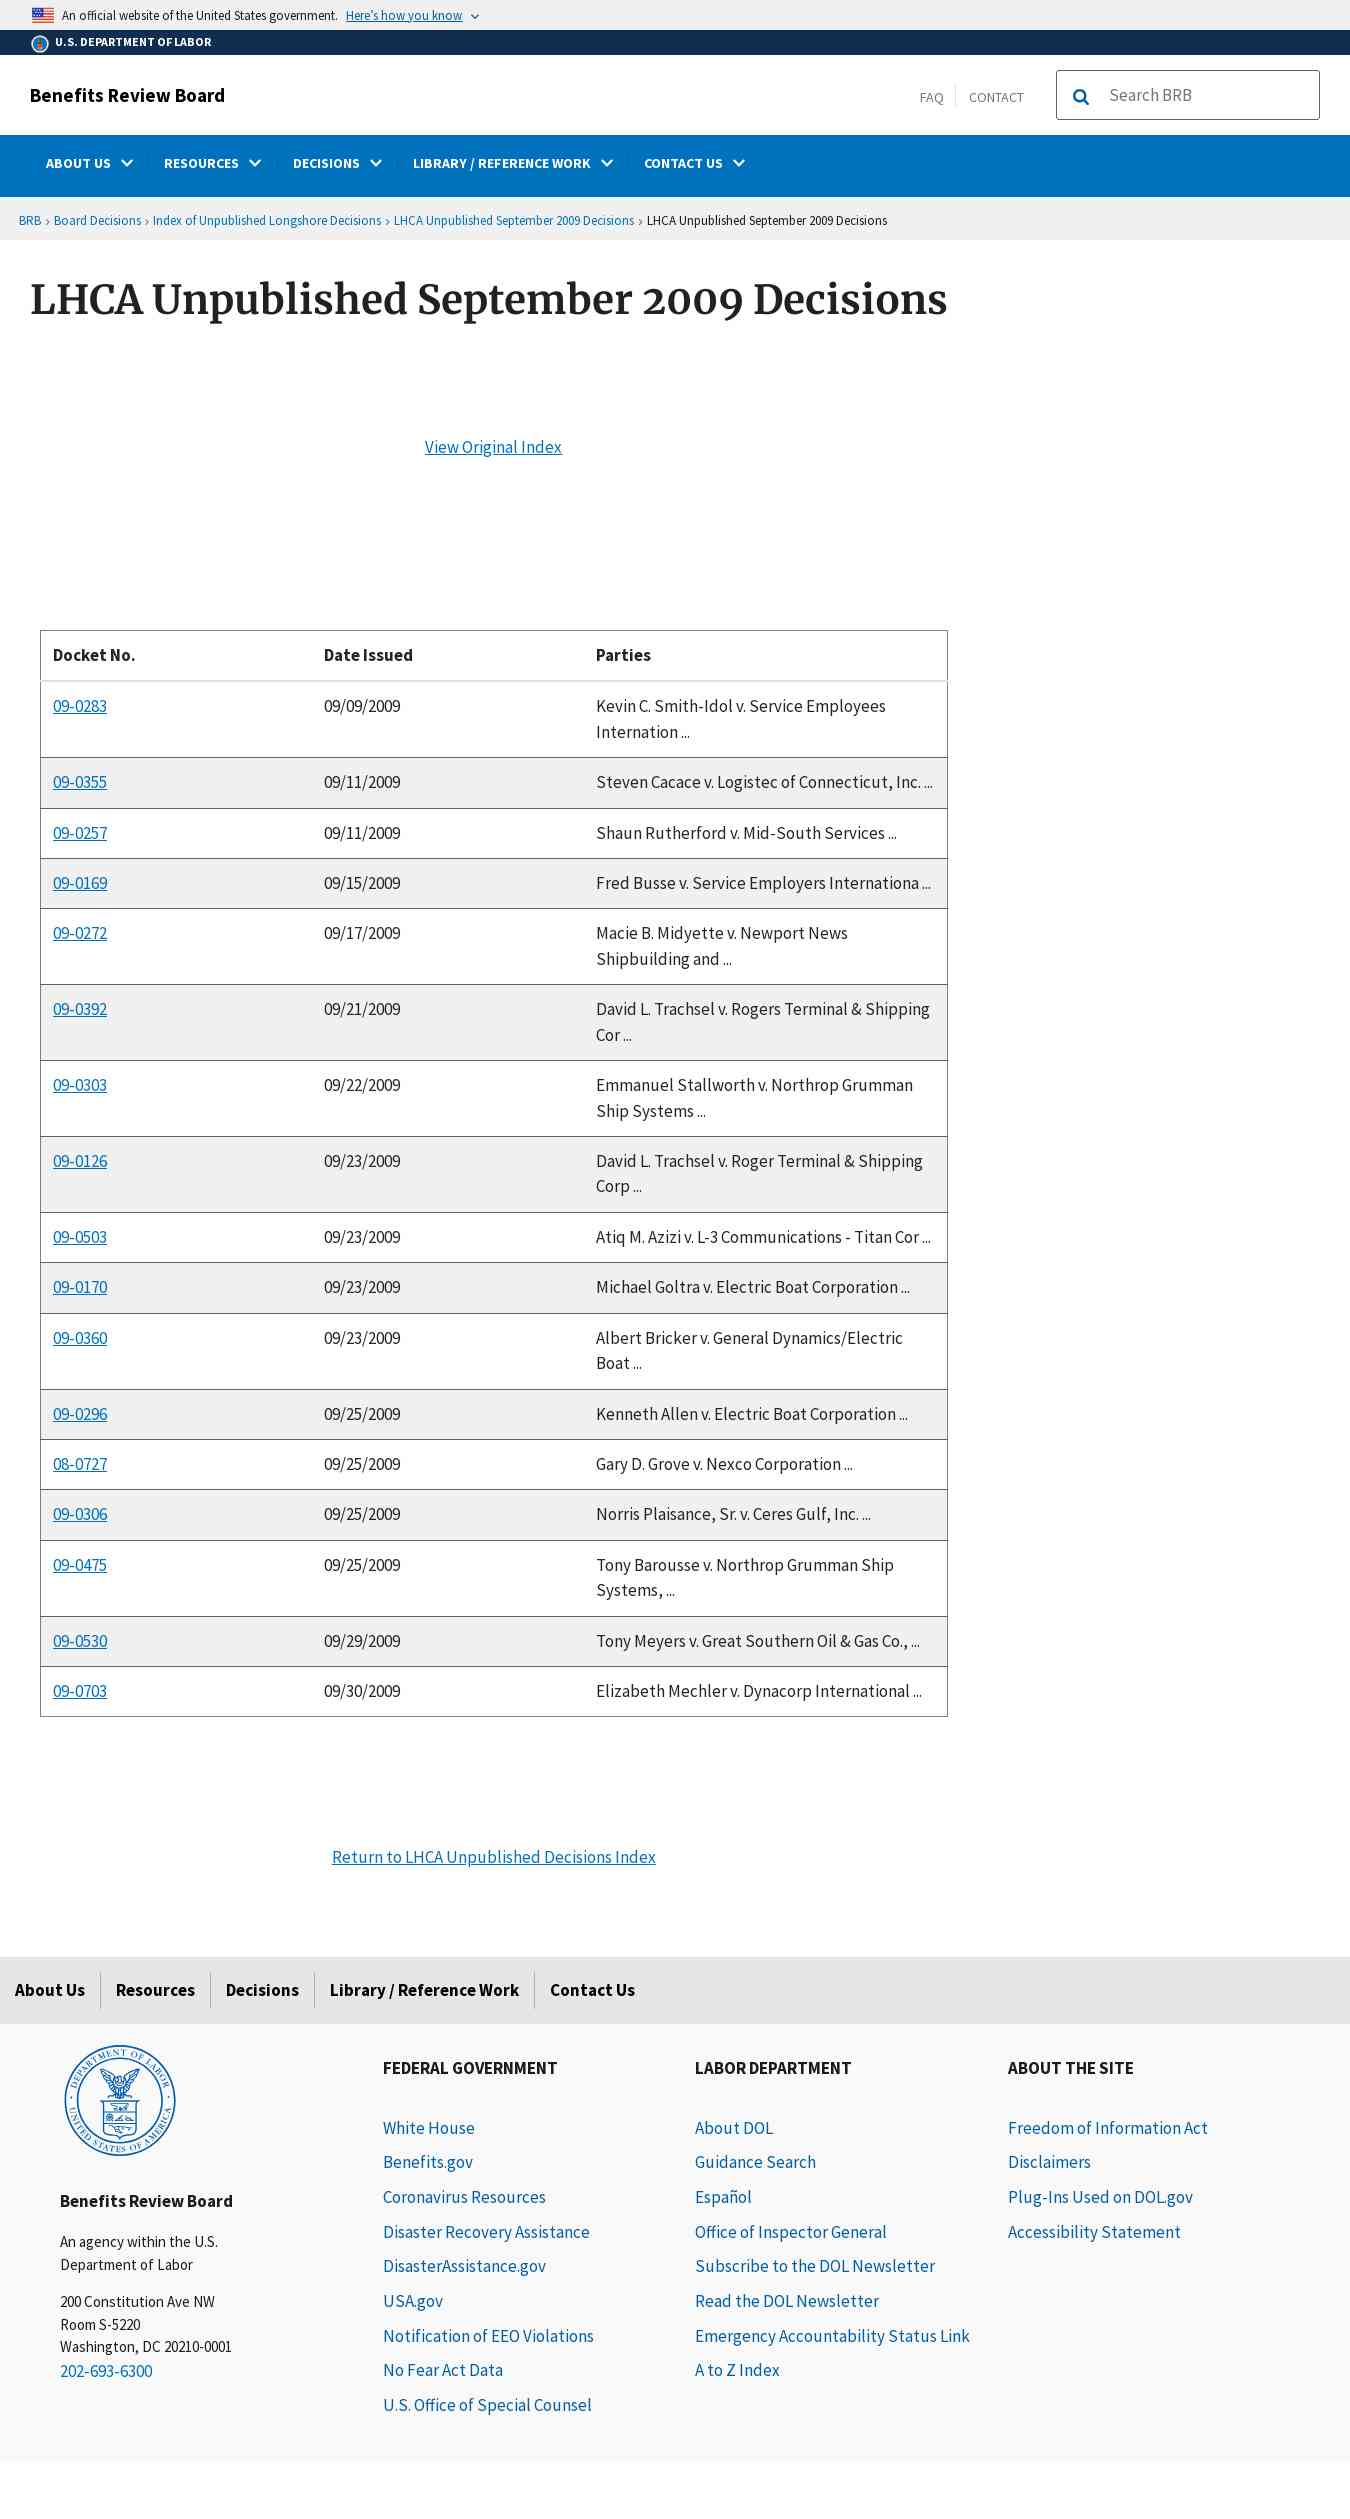 An official website of the United States government. Here's how you know
U.S. DEPARTMENT OF LABOR
Benefits Review Board
FAQ
CONTACT
Search BRB
ABOUT US
RESOURCES
DECISIONS
LIBRARY / REFERENCE WORK
CONTACT US
BRB › Board Decisions › Index of Unpublished Longshore Decisions › LHCA Unpublished September 2009 Decisions › LHCA Unpublished September 2009 Decisions
LHCA Unpublished September 2009 Decisions
View Original Index
Docket No. Date Issued Parties
09-0283 09/09/2009 Kevin C. Smith-Idol v. Service Employees
Internation ...
09-0355 09/11/2009 Steven Cacace v. Logistec of Connecticut, Inc. ...
09-0257 09/11/2009 Shaun Rutherford v. Mid-South Services ...
09-0169 09/15/2009 Fred Busse v. Service Employers Internationa ...
09-0272 09/17/2009 Macie B. Midyette v. Newport News
Shipbuilding and ...
09-0392 09/21/2009 David L. Trachsel v. Rogers Terminal & Shipping
Cor ...
09-0303 09/22/2009 Emmanuel Stallworth v. Northrop Grumman
Ship Systems ...
09-0126 09/23/2009 David L. Trachsel v. Roger Terminal & Shipping
Corp ...
09-0503 09/23/2009 Atiq M. Azizi v. L-3 Communications - Titan Cor ...
09-0170 09/23/2009 Michael Goltra v. Electric Boat Corporation ...
09-0360 09/23/2009 Albert Bricker v. General Dynamics/Electric
Boat ...
09-0296 09/25/2009 Kenneth Allen v. Electric Boat Corporation ...
08-0727 09/25/2009 Gary D. Grove v. Nexco Corporation ...
09-0306 09/25/2009 Norris Plaisance, Sr. v. Ceres Gulf, Inc. ...
09-0475 09/25/2009 Tony Barousse v. Northrop Grumman Ship
Systems, ...
09-0530 09/29/2009 Tony Meyers v. Great Southern Oil & Gas Co., ...
09-0703 09/30/2009 Elizabeth Mechler v. Dynacorp International ...
Return to LHCA Unpublished Decisions Index
About Us
Resources
Decisions
Library / Reference Work
Contact Us
DEPARTMENT OF LABOR
UNITED STATES OF AMERICA
Benefits Review Board
An agency within the U.S.
Department of Labor
200 Constitution Ave NW
Room S-5220
Washington, DC 20210-0001
202-693-6300
FEDERAL GOVERNMENT
White House
Benefits.gov
Coronavirus Resources
Disaster Recovery Assistance
DisasterAssistance.gov
USA.gov
Notification of EEO Violations
No Fear Act Data
U.S. Office of Special Counsel
LABOR DEPARTMENT
About DOL
Guidance Search
Español
Office of Inspector General
Subscribe to the DOL Newsletter
Read the DOL Newsletter
Emergency Accountability Status Link
A to Z Index
ABOUT THE SITE
Freedom of Information Act
Disclaimers
Plug-Ins Used on DOL.gov
Accessibility Statement